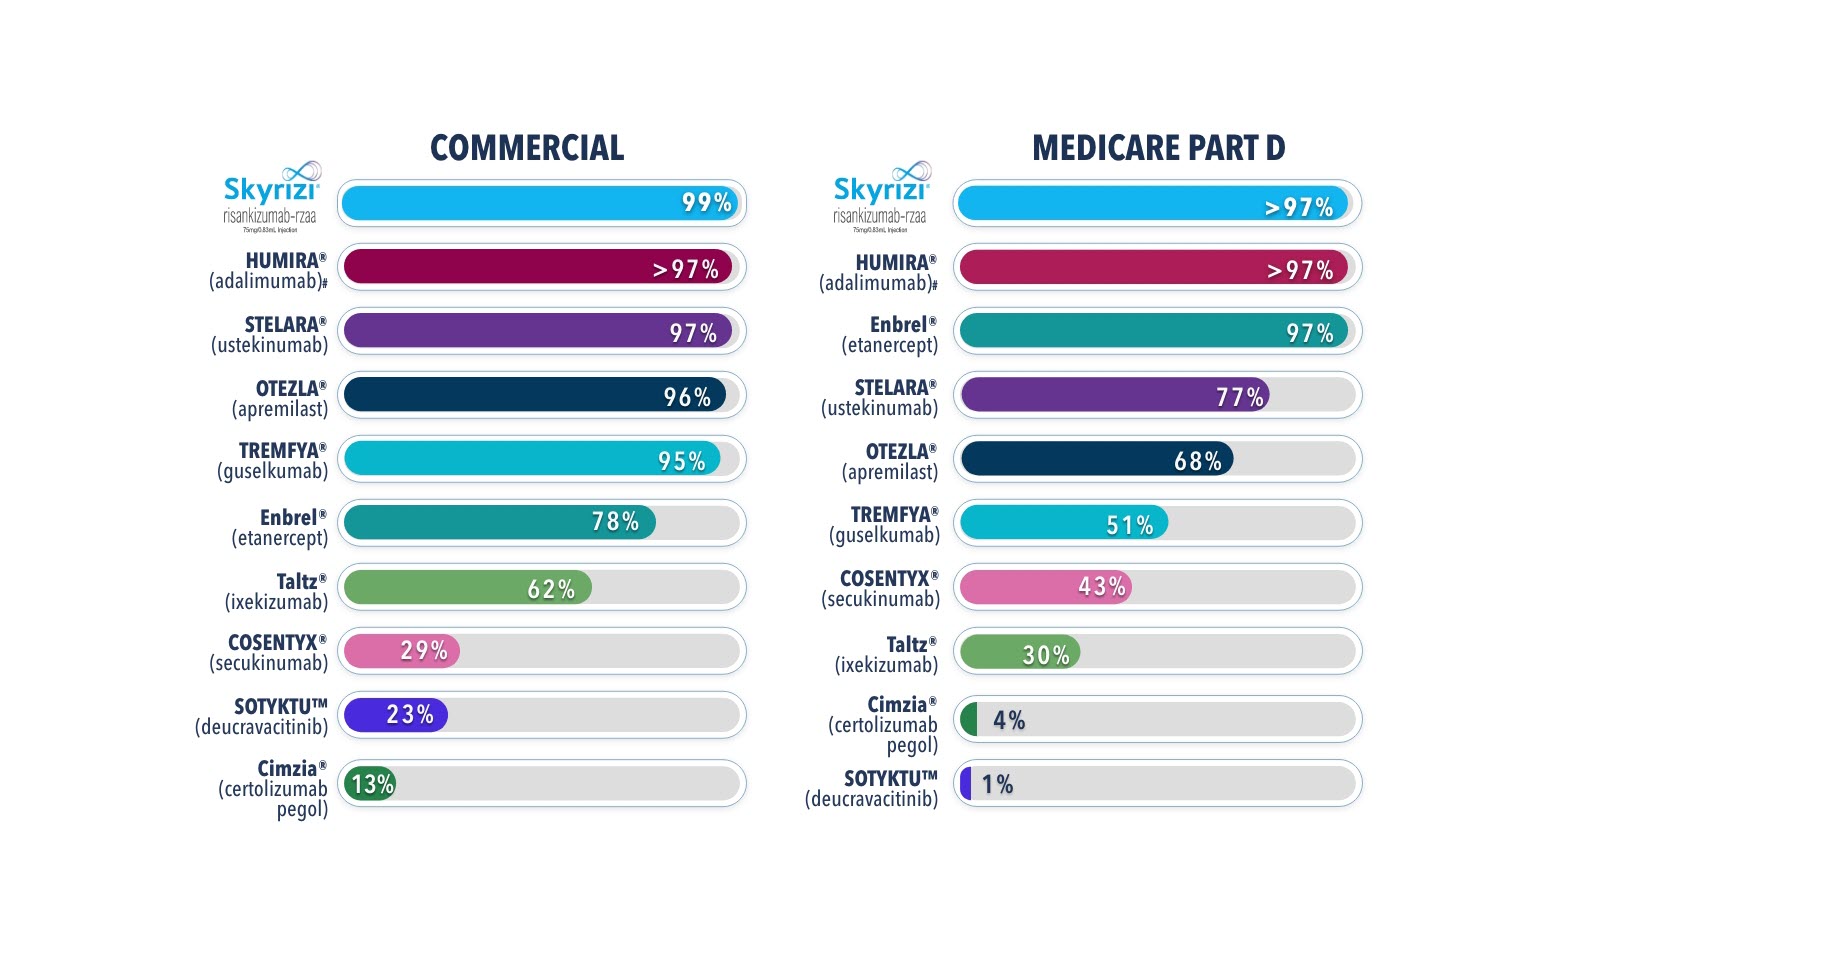 COMMERCIAL
Skyrizi®
risankizumab-rzaa
75mg/0.83mL Injection
99%
HUMIRA®
(adalimumab)#
>97%
STELARA®
(ustekinumab)
97%
OTEZLA®
(apremilast)
96%
TREMFYA®
(guselkumab)
95%
Enbrel®
(etanercept)
78%
Taltz®
(ixekizumab)
62%
COSENTYX®
(secukinumab)
29%
SOTYKTU™
(deucravacitinib)
23%
Cimzia®
(certolizumab
pegol)
13%
MEDICARE PART D
Skyrizi®
risankizumab-rzaa
75mg/0.83mL Injection
>97%
HUMIRA®
(adalimumab)#
>97%
Enbrel®
(etanercept)
97%
STELARA®
(ustekinumab)
77%
OTEZLA®
(apremilast)
68%
TREMFYA®
(guselkumab)
51%
COSENTYX®
(secukinumab)
43%
Taltz®
(ixekizumab)
30%
Cimzia®
(certolizumab
pegol)
4%
SOTYKTU™
(deucravacitinib)
1%